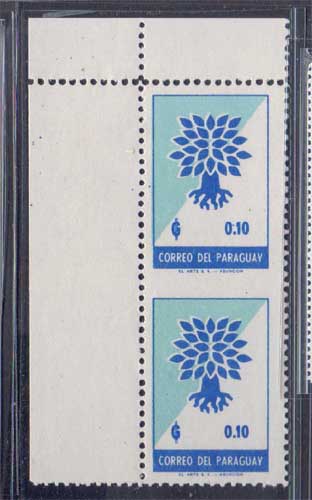 ₲ 0.10
CORREO DEL PARAGUAY
EL ARTE S. A. — ASUNCION
₲ 0.10
CORREO DEL PARAGUAY
EL ARTE S. A. — ASUNCION